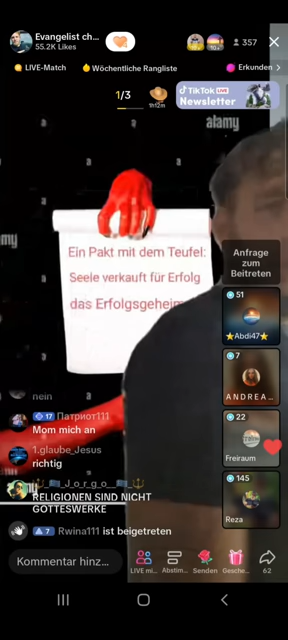 Evangelist ch...
55.2K Likes
357
LIVE-Match
Wöchentliche Rangliste
Erkunden
1/3
1h12m
TikTok LIVE
Newsletter
alamy
a
a
a
Ein Pakt mit dem Teufel:
Seele verkauft für Erfolg
das Erfolgsgeheim
Anfrage
zum
Beitreten
51
Abdi47
7
A N D R E A ...
22
Freiraum
145
Reza
nein
17 Патриот111
Mom mich an
1.glaube_Jesus
richtig
J_o_r_g_o
RELIGIONEN SIND NICHT
GOTTESWERKE
7 Rwina111 ist beigetreten
Kommentar hinz...
LIVE mi...
Abstim...
Senden
Gesche...
62